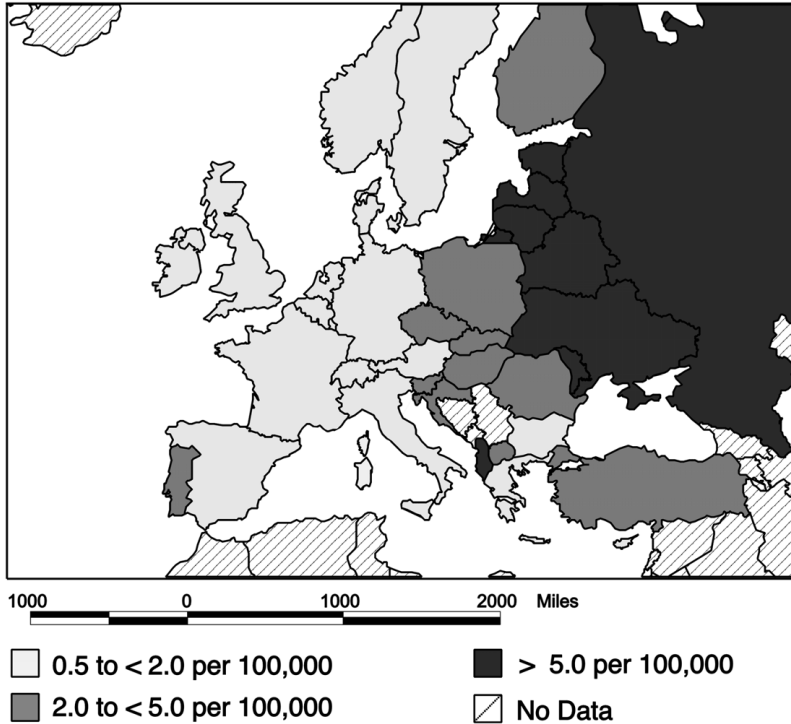 1000 0 1000 2000 Miles
0.5 to < 2.0 per 100,000
> 5.0 per 100,000
2.0 to < 5.0 per 100,000
No Data